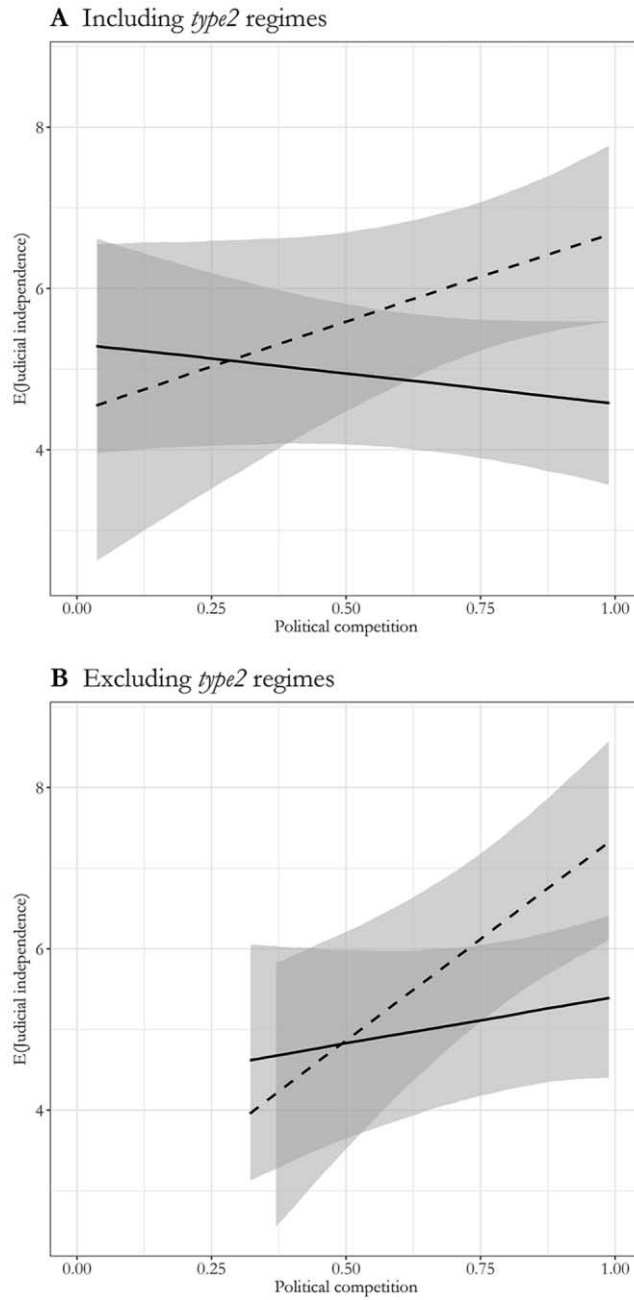 A Including type2 regimes
8
6
4
E(Judicial independence)
0.00 0.25 0.50 0.75 1.00
Political competition
B Excluding type2 regimes
8
6
4
E(Judicial independence)
0.00 0.25 0.50 0.75 1.00
Political competition